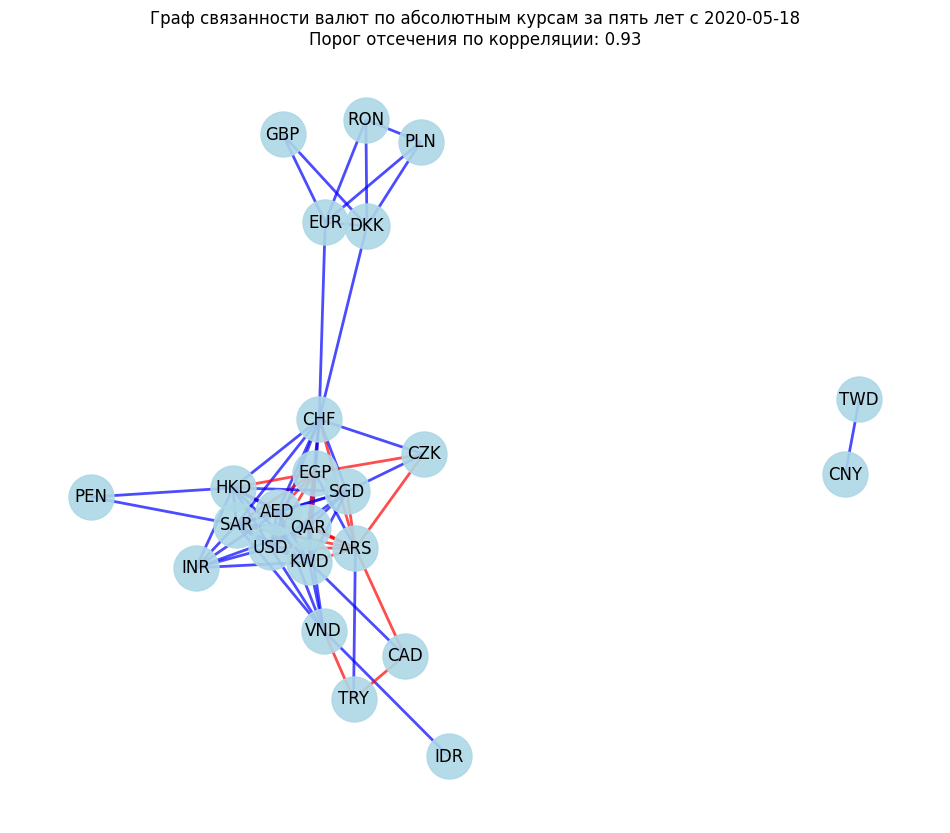 Граф связанности валют по абсолютным курсам за пять лет с 2020-05-18
Порог отсечения по корреляции: 0.93
RON
GBP
PLN
EUR
DKK
TWD
CHF
CZK
EGP
CNY
HKD
SGD
PEN
AED
SAR
QAR
USD
ARS
KWD
INR
VND
CAD
TRY
IDR